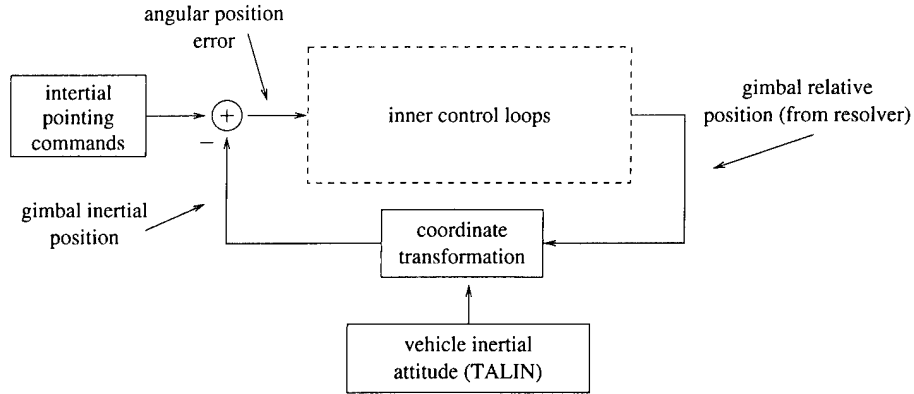 angular position
error
intertial
pointing
commands
+
−
inner control loops
gimbal relative
position (from resolver)
gimbal inertial
position
coordinate
transformation
vehicle inertial
attitude (TALIN)